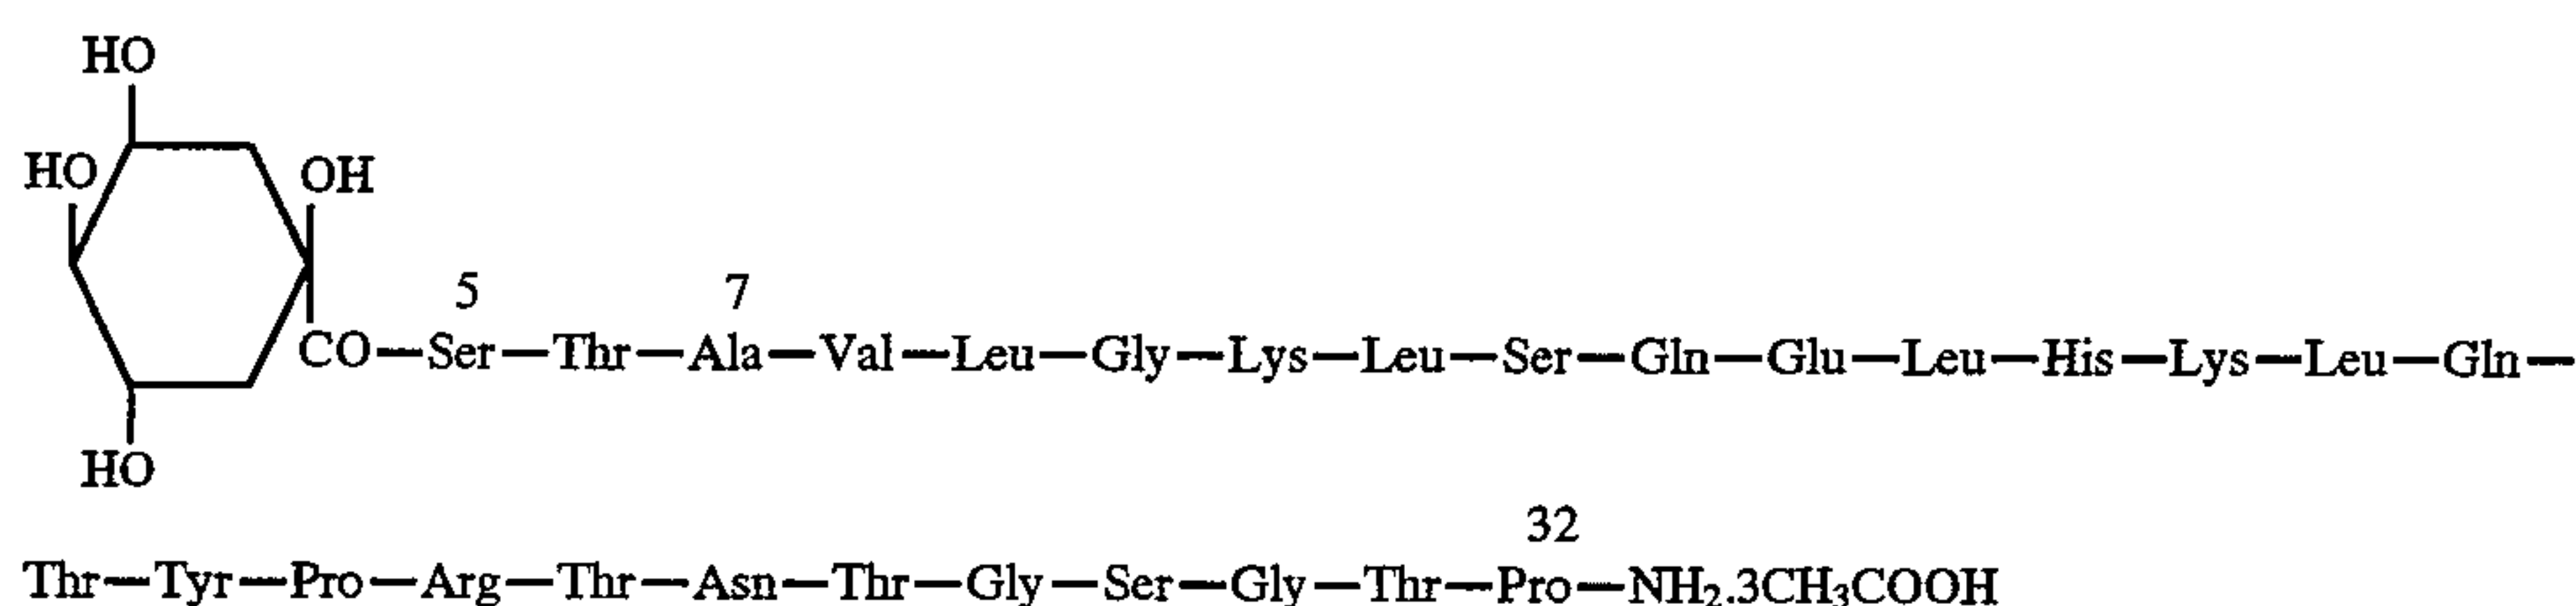 HO
HO
OH
5
7
CO—Ser—Thr—Ala—Val—Leu—Gly—Lys—Leu—Ser—Gln—Glu—Leu—His—Lys—Leu—Gln—
HO
32
Thr—Tyr—Pro—Arg—Thr—Asn—Thr—Gly—Ser—Gly—Thr—Pro—NH₂.3CH₃COOH